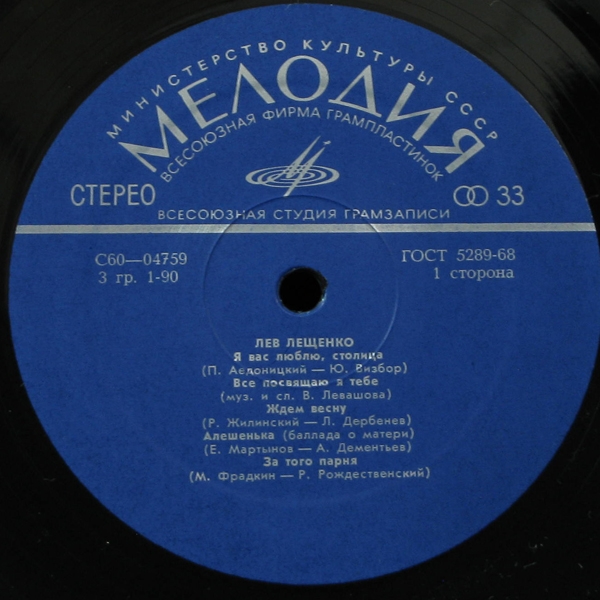 МИНИСТЕРСТВО КУЛЬТУРЫ СССР
МЕЛОДИЯ
ВСЕСОЮЗНАЯ ФИРМА ГРАМПЛАСТИНОК
СТЕРЕО
33
ВСЕСОЮЗНАЯ СТУДИЯ ГРАМЗАПИСИ
С60—04759
ГОСТ 5289-68
3 гр. 1-90
1 сторона
ЛЕВ ЛЕЩЕНКО
Я вас люблю, столица
(П. Аедоницкий — Ю. Визбор)
Все посвящаю я тебе
(муз. и сл. В. Левашова)
Ждем весну
(Р. Жилинский — Л. Дербенев)
Алешенька (баллада о матери)
(Е. Мартынов — А. Дементьев)
За того парня
(М. Фрадкин — Р. Рождественский)